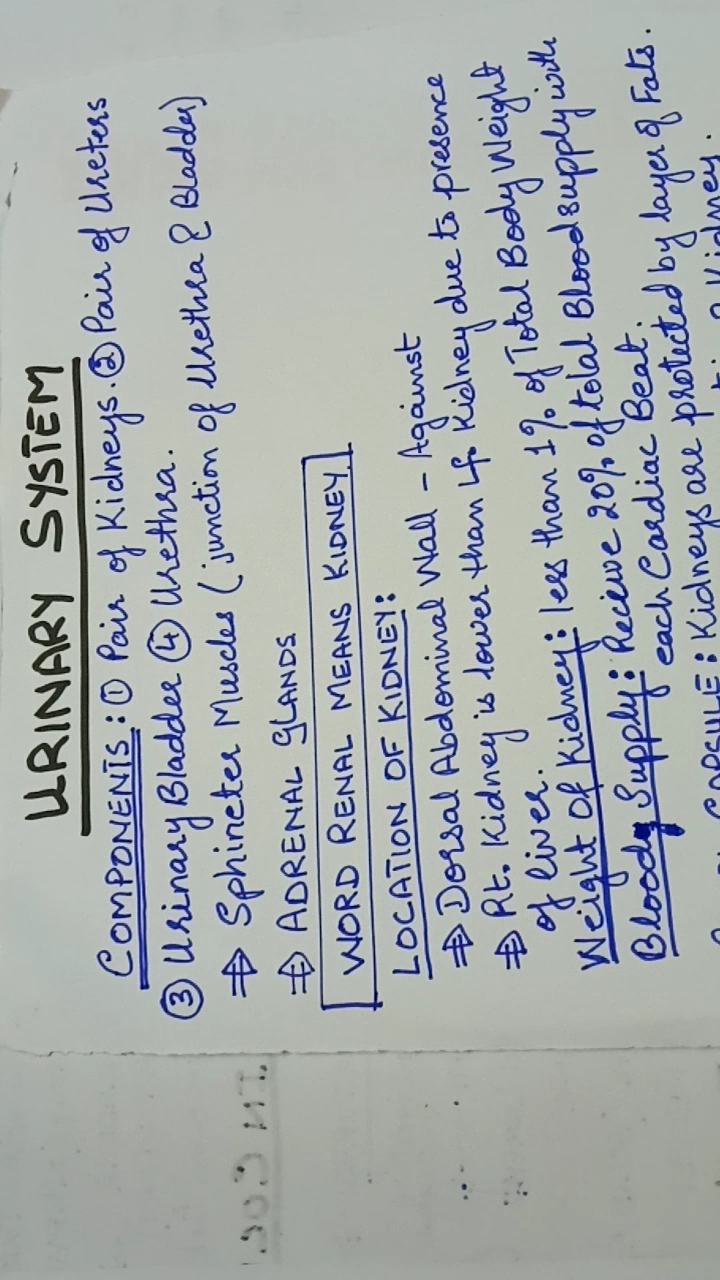 URINARY SYSTEM
COMPONENTS: ① Pair of Kidneys. ② Pair of Ureters
③ Urinary Bladder ④ Urethra.
⇒ Sphincter Muscles (junction of Urethra & Bladder)
⇒ ADRENAL GLANDS
WORD RENAL MEANS KIDNEY
LOCATION OF KIDNEY:
⇒ Dorsal Abdominal Wall – Against
⇒ Rt. Kidney is lower than Lf. Kidney due to presence
of liver.
Weight Of Kidney: less than 1% of Total Body Weight
Blood Supply: Receive 20% of total Blood supply with
each Cardiac Beat.
CAPSULE: Kidneys are protected by layer of Fats.
Kidney.